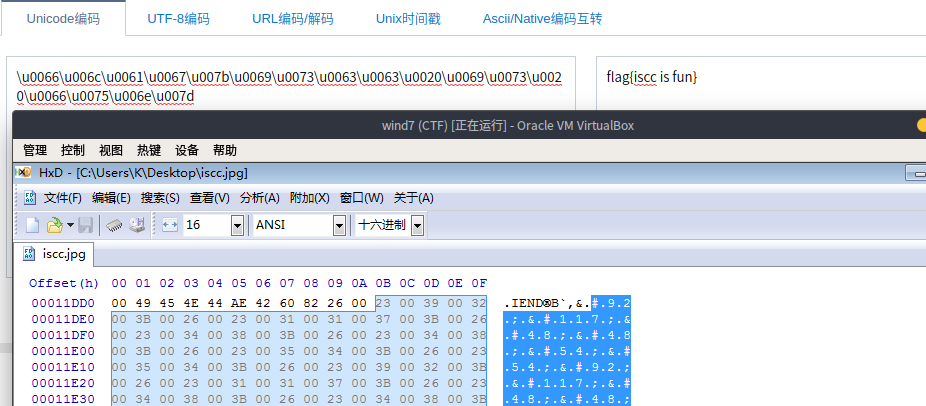 Unicode编码 UTF-8编码 URL编码/解码 Unix时间戳 Ascii/Native编码互转
\u0066\u006c\u0061\u0067\u007b\u0069\u0073\u0063\u0063\u0020\u0069\u0073\u002
0\u0066\u0075\u006e\u007d
flag{iscc is fun}
wind7 (CTF) [正在运行] - Oracle VM VirtualBox
管理 控制 视图 热键 设备 帮助
HxD - [C:\Users\K\Desktop\iscc.jpg]
文件(F) 编辑(E) 搜索(S) 查看(V) 分析(A) 附加(X) 窗口(W) 关于(A)
16 ANSI 十六进制
iscc.jpg
Offset(h) 00 01 02 03 04 05 06 07 08 09 0A 0B 0C 0D 0E 0F
00011DD0 00 49 45 4E 44 AE 42 60 82 26 00 23 00 39 00 32 .IEND®B`‚&.#.9.2
00011DE0 00 3B 00 26 00 23 00 31 00 31 00 37 00 3B 00 26 .;.&.#.1.1.7.;.&
00011DF0 00 23 00 34 00 38 00 3B 00 26 00 23 00 34 00 38 .#.4.8.;.&.#.4.8
00011E00 00 3B 00 26 00 23 00 35 00 34 00 3B 00 26 00 23 .;.&.#.5.4.;.&.#
00011E10 00 35 00 34 00 3B 00 26 00 23 00 39 00 32 00 3B .5.4.;.&.#.9.2.;
00011E20 00 26 00 23 00 31 00 31 00 37 00 3B 00 26 00 23 .&.#.1.1.7.;.&.#
00011E30 00 34 00 38 00 3B 00 26 00 23 00 34 00 38 00 3B .4.8.;.&.#.4.8.;